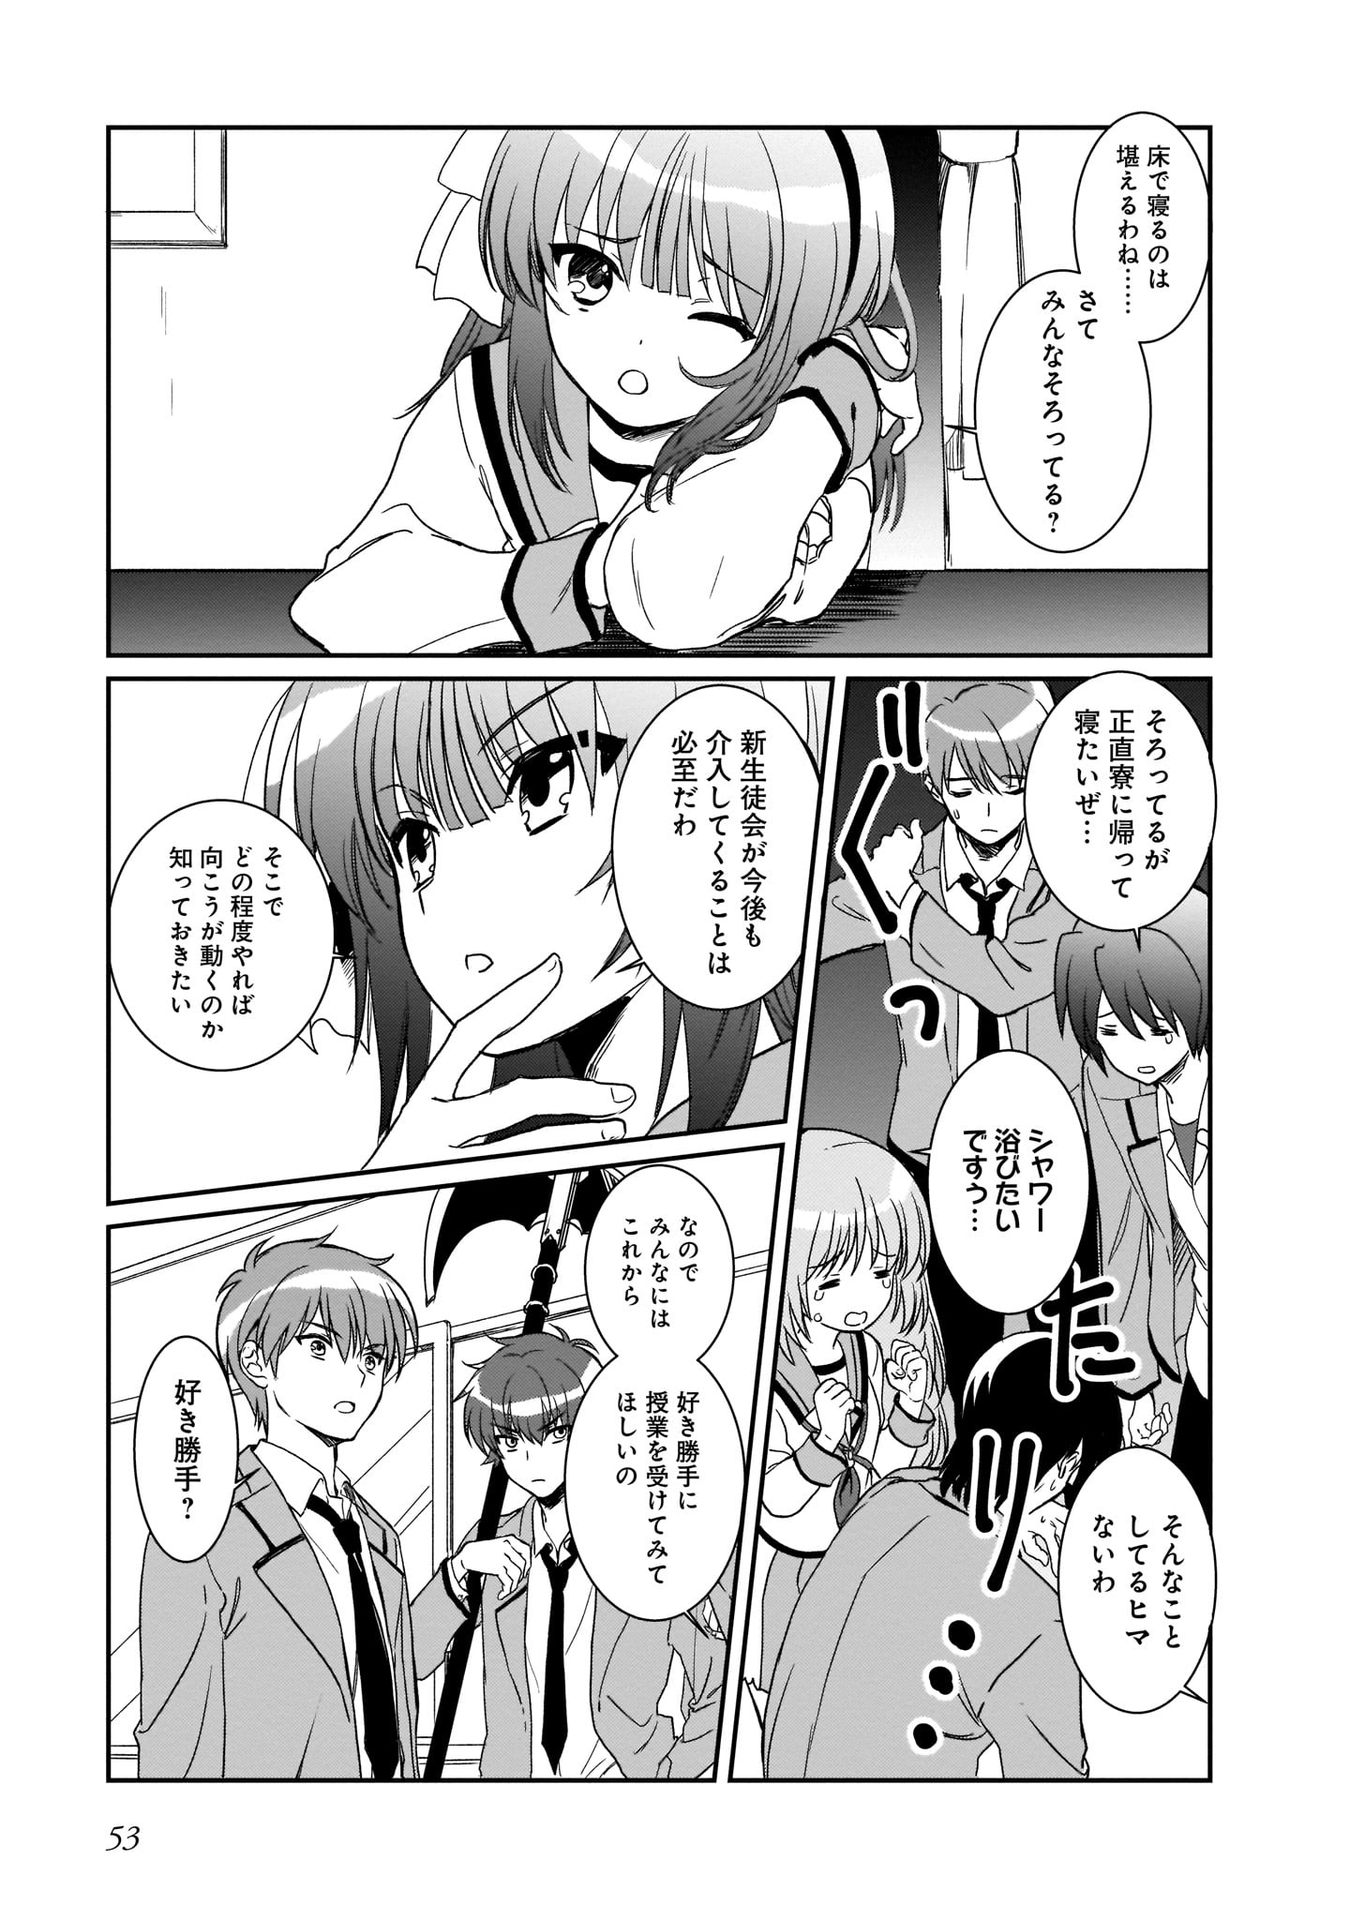 床で寝るのは
堪えるわね……
さて
みんなそろってる?
そろってるが
正直寮に帰って
寝たいぜ…
ぐ
っ
た
り
…
シャワー
浴びたい
ですぅ…
そんなこと
してるヒマ
ないわ
新生徒会が今後も
介入してくることは
必至だわ
そこで
どの程度やれば
向こうが動くのか
知っておきたい
なので
みんなには
これから
好き勝手に
授業を受けてみて
ほしいの
好き勝手?
53